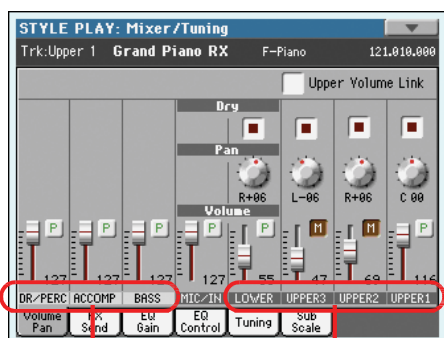 STYLE PLAY: Mixer/Tuning
Trk:Upper 1 Grand Piano RX F-Piano 121.010.000
Upper Volume Link
Dry
Pan
R+06 L-06 R+06 C 00
Volume
P P P P P M M P
127 127 127 127 55 47 69 116
DR/PERC ACCOMP BASS MIC/IN LOWER UPPER3 UPPER2 UPPER1
Volume Pan FX Send EQ Gain EQ Control Tuning Sub Scale